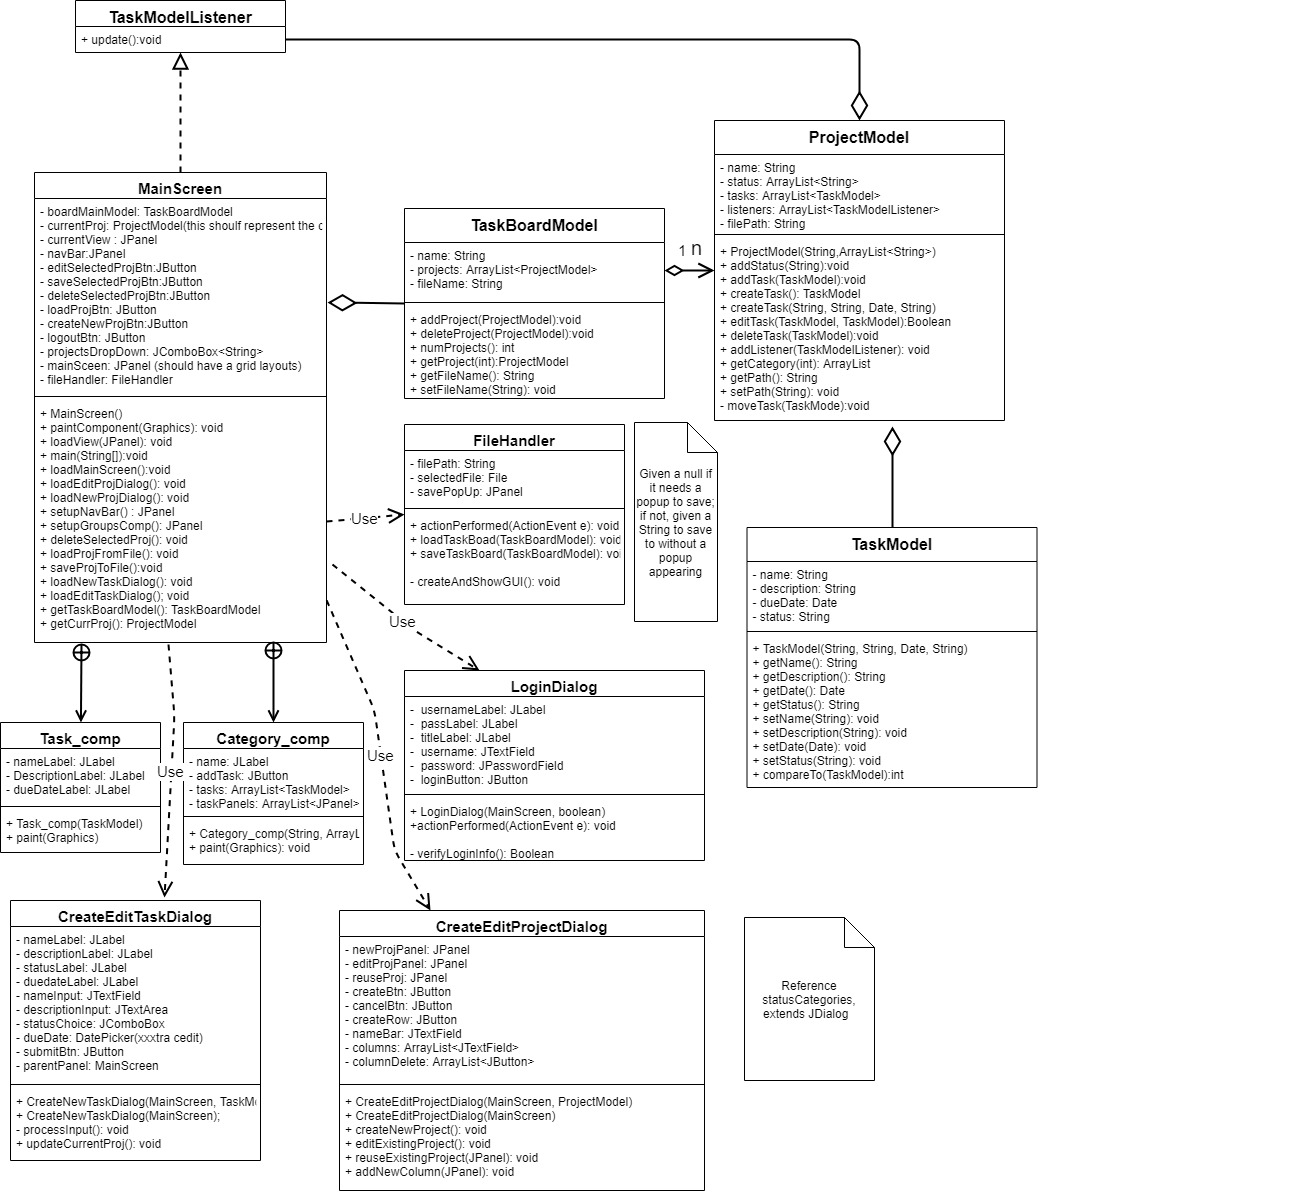 TaskModelListener
+ update():void
MainScreen
- boardMainModel: TaskBoardModel
- currentProj: ProjectModel(this shoulf represent the c
- currentView : JPanel
- navBar:JPanel
- editSelectedProjBtn:JButton
- saveSelectedProjBtn:JButton
- deleteSelectedProjBtn:JButton
- loadProjBtn: JButton
- createNewProjBtn:JButton
- logoutBtn: JButton
- projectsDropDown: JComboBox<String>
- mainSceen: JPanel (should have a grid layouts)
- fileHandler: FileHandler
+ MainScreen()
+ paintComponent(Graphics): void
+ loadView(JPanel): void
+ main(String[]):void
+ loadMainScreen():void
+ loadEditProjDialog(): void
+ loadNewProjDialog(): void
+ setupNavBar() : JPanel
+ setupGroupsComp(): JPanel
+ deleteSelectedProj(): void
+ loadProjFromFile(): void
+ saveProjToFile():void
+ loadNewTaskDialog(): void
+ loadEditTaskDialog(); void
+ getTaskBoardModel(): TaskBoardModel
+ getCurrProj(): ProjectModel
TaskBoardModel
- name: String
- projects: ArrayList<ProjectModel>
- fileName: String
+ addProject(ProjectModel):void
+ deleteProject(ProjectModel):void
+ numProjects(): int
+ getProject(int):ProjectModel
+ getFileName(): String
+ setFileName(String): void
1 n
ProjectModel
- name: String
- status: ArrayList<String>
- tasks: ArrayList<TaskModel>
- listeners: ArrayList<TaskModelListener>
- filePath: String
+ ProjectModel(String,ArrayList<String>)
+ addStatus(String):void
+ addTask(TaskModel):void
+ createTask(): TaskModel
+ createTask(String, String, Date, String)
+ editTask(TaskModel, TaskModel):Boolean
+ deleteTask(TaskModel):void
+ addListener(TaskModelListener): void
+ getCategory(int): ArrayList
+ getPath(): String
+ setPath(String): void
- moveTask(TaskMode):void
FileHandler
- filePath: String
- selectedFile: File
- savePopUp: JPanel
+ actionPerformed(ActionEvent e): void
+ loadTaskBoad(TaskBoardModel): void
+ saveTaskBoard(TaskBoardModel): voi
- createAndShowGUI(): void
Given a null if
it needs a
popup to save;
if not, given a
String to save
to without a
popup
appearing
Use
Use
Use
Use
TaskModel
- name: String
- description: String
- dueDate: Date
- status: String
+ TaskModel(String, String, Date, String)
+ getName(): String
+ getDescription(): String
+ getDate(): Date
+ getStatus(): String
+ setName(String): void
+ setDescription(String): void
+ setDate(Date): void
+ setStatus(String): void
+ compareTo(TaskModel):int
LoginDialog
- usernameLabel: JLabel
- passLabel: JLabel
- titleLabel: JLabel
- username: JTextField
- password: JPasswordField
- loginButton: JButton
+ LoginDialog(MainScreen, boolean)
+actionPerformed(ActionEvent e): void
- verifyLoginInfo(): Boolean
Task_comp
- nameLabel: JLabel
- DescriptionLabel: JLabel
- dueDateLabel: JLabel
+ Task_comp(TaskModel)
+ paint(Graphics)
Category_comp
- name: JLabel
- addTask: JButton
- tasks: ArrayList<TaskModel>
- taskPanels: ArrayList<JPanel>
+ Category_comp(String, ArrayL
+ paint(Graphics): void
CreateEditTaskDialog
- nameLabel: JLabel
- descriptionLabel: JLabel
- statusLabel: JLabel
- duedateLabel: JLabel
- nameInput: JTextField
- descriptionInput: JTextArea
- statusChoice: JComboBox
- dueDate: DatePicker(xxxtra cedit)
- submitBtn: JButton
- parentPanel: MainScreen
+ CreateNewTaskDialog(MainScreen, TaskM
+ CreateNewTaskDialog(MainScreen);
- processInput(): void
+ updateCurrentProj(): void
CreateEditProjectDialog
- newProjPanel: JPanel
- editProjPanel: JPanel
- reuseProj: JPanel
- createBtn: JButton
- cancelBtn: JButton
- createRow: JButton
- nameBar: JTextField
- columns: ArrayList<JTextField>
- columnDelete: ArrayList<JButton>
+ CreateEditProjectDialog(MainScreen, ProjectModel)
+ CreateEditProjectDialog(MainScreen)
+ createNewProject(): void
+ editExistingProject(): void
+ reuseExistingProject(JPanel): void
+ addNewColumn(JPanel): void
Reference
statusCategories,
extends JDialog